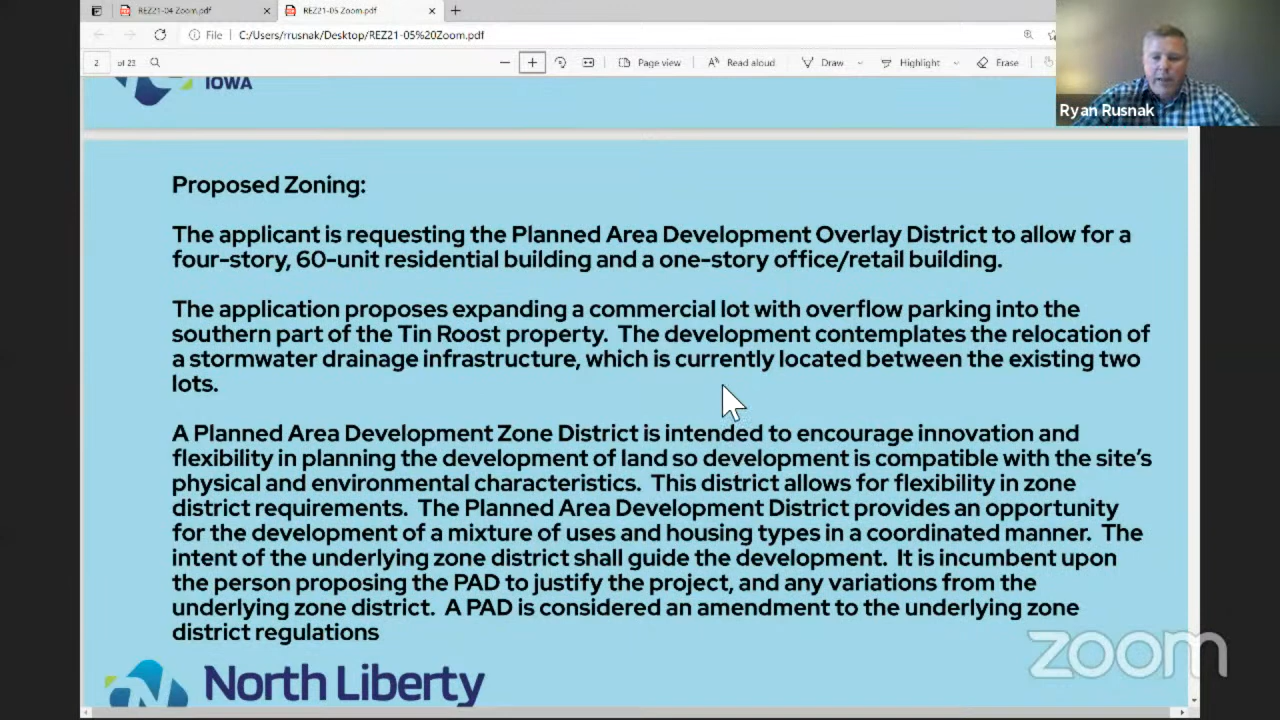 REZ21-04 Zoom.pdf
REZ21-05 Zoom.pdf
File C:/Users/rrusnak/Desktop/REZ21-05%20Zoom.pdf
2 of 23
Page view
Read aloud
Draw
Highlight
Erase
Ryan Rusnak
IOWA
Proposed Zoning:
The applicant is requesting the Planned Area Development Overlay District to allow for a
four-story, 60-unit residential building and a one-story office/retail building.
The application proposes expanding a commercial lot with overflow parking into the
southern part of the Tin Roost property. The development contemplates the relocation of
a stormwater drainage infrastructure, which is currently located between the existing two
lots.
A Planned Area Development Zone District is intended to encourage innovation and
flexibility in planning the development of land so development is compatible with the site's
physical and environmental characteristics. This district allows for flexibility in zone
district requirements. The Planned Area Development District provides an opportunity
for the development of a mixture of uses and housing types in a coordinated manner. The
intent of the underlying zone district shall guide the development. It is incumbent upon
the person proposing the PAD to justify the project, and any variations from the
underlying zone district. A PAD is considered an amendment to the underlying zone
district regulations
North Liberty
zoom